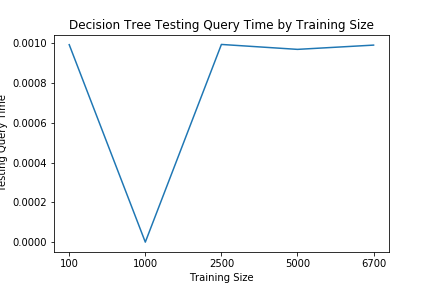 Decision Tree Testing Query Time by Training Size
Testing Query Time
0.0010
0.0008
0.0006
0.0004
0.0002
0.0000
100 1000 2500 5000 6700
Training Size